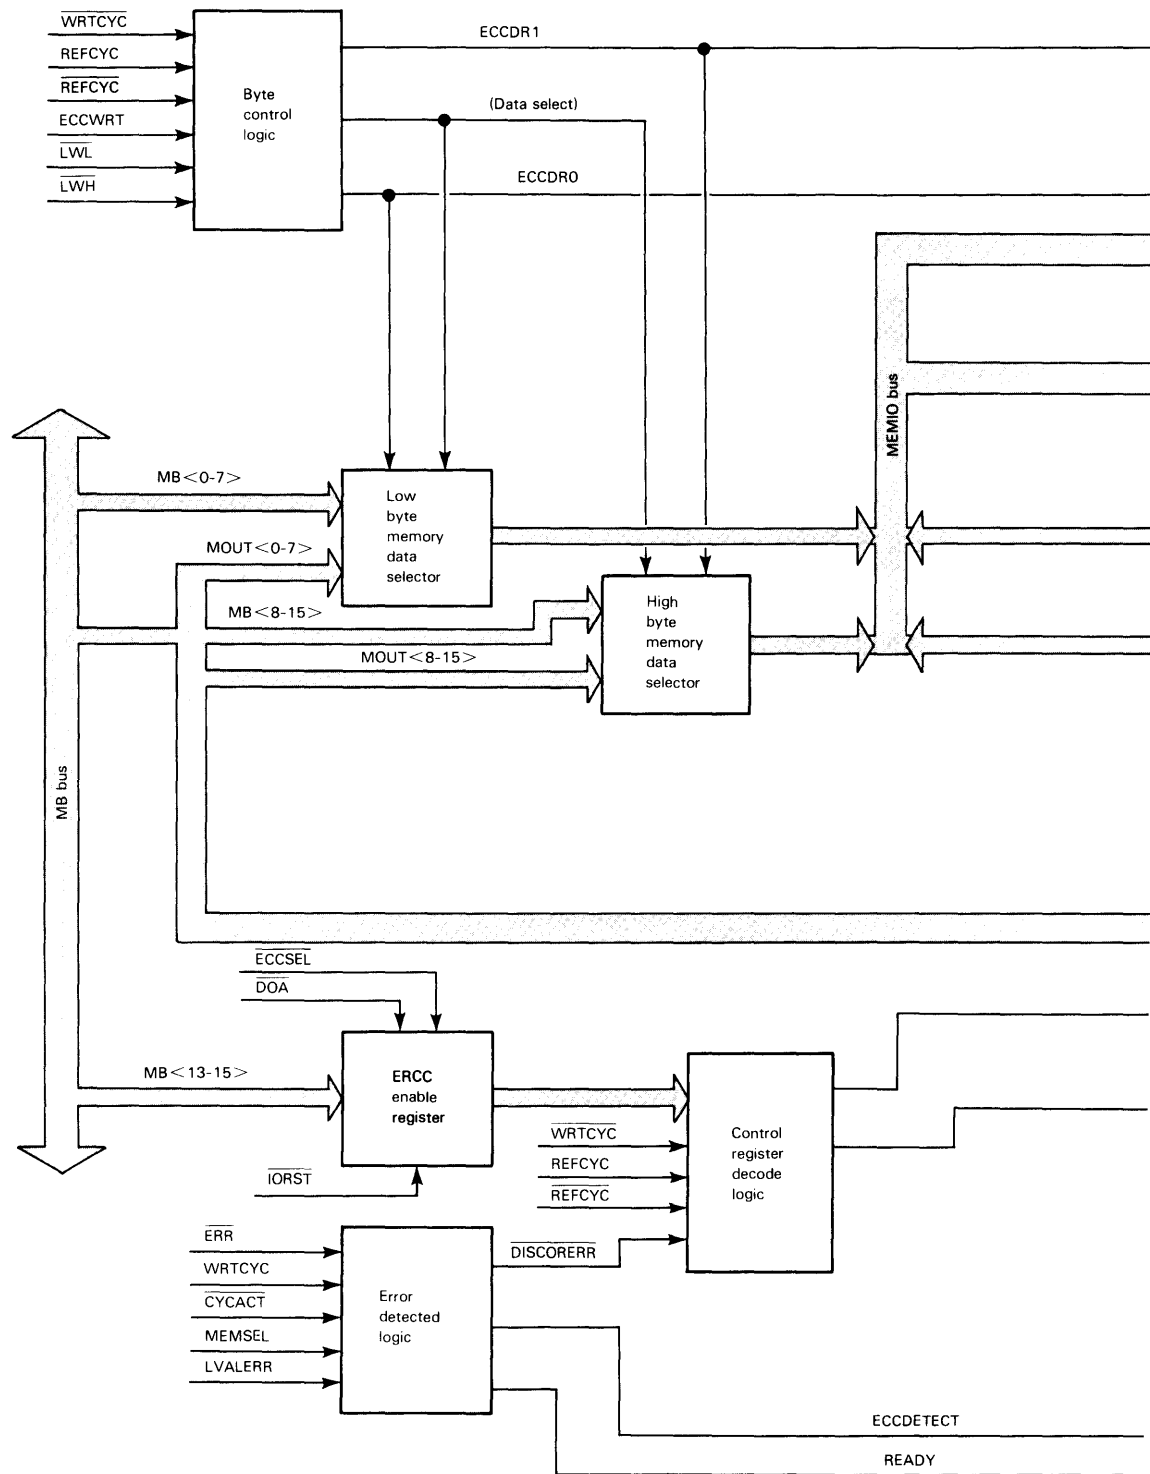 WRTCYC
REFCYC
REFCYC
ECCWRT
LWL
LWH
Byte
control
logic
ECCDR1
(Data select)
ECCDR0
MEMIO bus
MB<0-7>
MOUT<0-7>
MB<8-15>
MOUT<8-15>
Low
byte
memory
data
selector
High
byte
memory
data
selector
MB bus
ECCSEL
DOA
MB<13-15>
ERCC
enable
register
IORST
WRTCYC
REFCYC
REFCYC
DISCORERR
Control
register
decode
logic
ERR
WRTCYC
CYCACT
MEMSEL
LVALERR
Error
detected
logic
ECCDETECT
READY